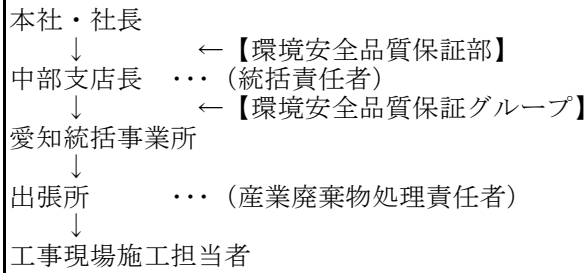 本社・社長
↓ ←【環境安全品質保証部】
中部支店長 ・・・（統括責任者）
↓ ←【環境安全品質保証グループ】
愛知統括事業所
↓
出張所 ・・・（産業廃棄物処理責任者）
↓
工事現場施工担当者